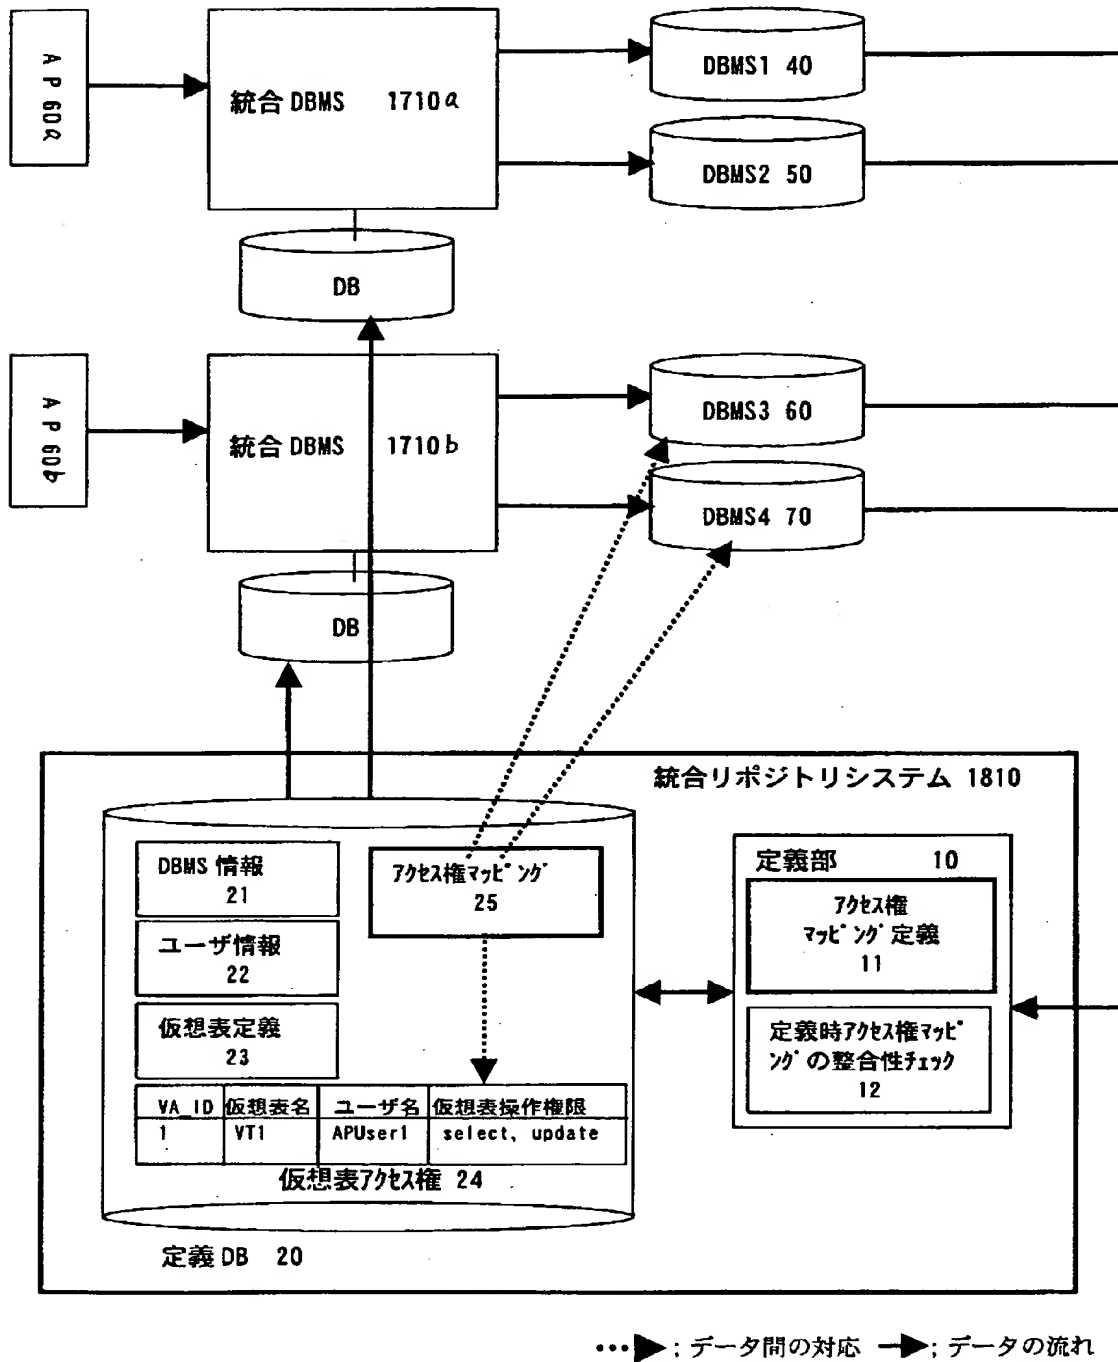 AP 60a
統合 DBMS 1710a
DBMS1 40
DBMS2 50
DB
AP 60b
統合 DBMS 1710b
DBMS3 60
DBMS4 70
DB
統合リポジトリシステム 1810
DBMS 情報
21
ユーザ情報
22
仮想表定義
23
アクセス権マッピング
25
VA_ID 仮想表名 ユーザ名 仮想表操作権限
1 VT1 APUser1 select, update
仮想表アクセス権 24
定義 DB 20
定義部 10
アクセス権
マッピング定義
11
定義時アクセス権マッピ
ングの整合性チェック
12
;データ間の対応 ;データの流れ